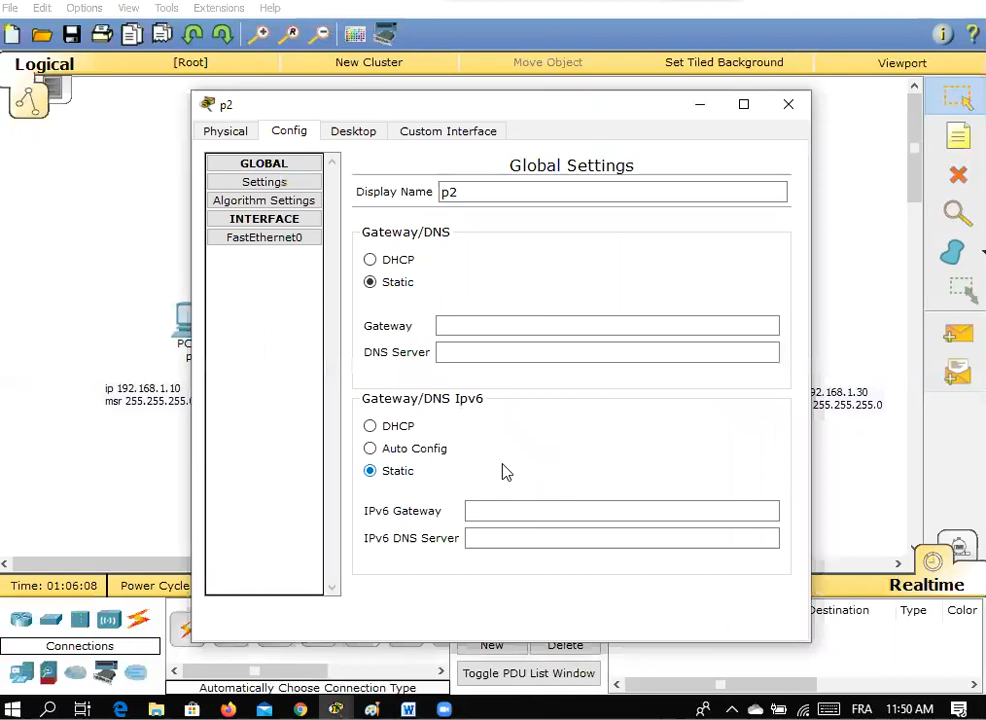 File Edit Options View Tools Extensions Help
Logical [Root] New Cluster Move Object Set Tiled Background Viewport
p2
Physical Config Desktop Custom Interface
GLOBAL
Settings
Algorithm Settings
INTERFACE
FastEthernet0
Global Settings
Display Name p2
Gateway/DNS
DHCP
Static
Gateway
DNS Server
Gateway/DNS Ipv6
DHCP
Auto Config
Static
IPv6 Gateway
IPv6 DNS Server
PC
ip 192.168.1.10
msr 255.255.255.
92.168.1.30
255.255.255.0
Time: 01:06:08 Power Cycle
Realtime
Connections
Automatically Choose Connection Type
New Delete
Toggle PDU List Window
Destination Type Color
FRA 11:50 AM